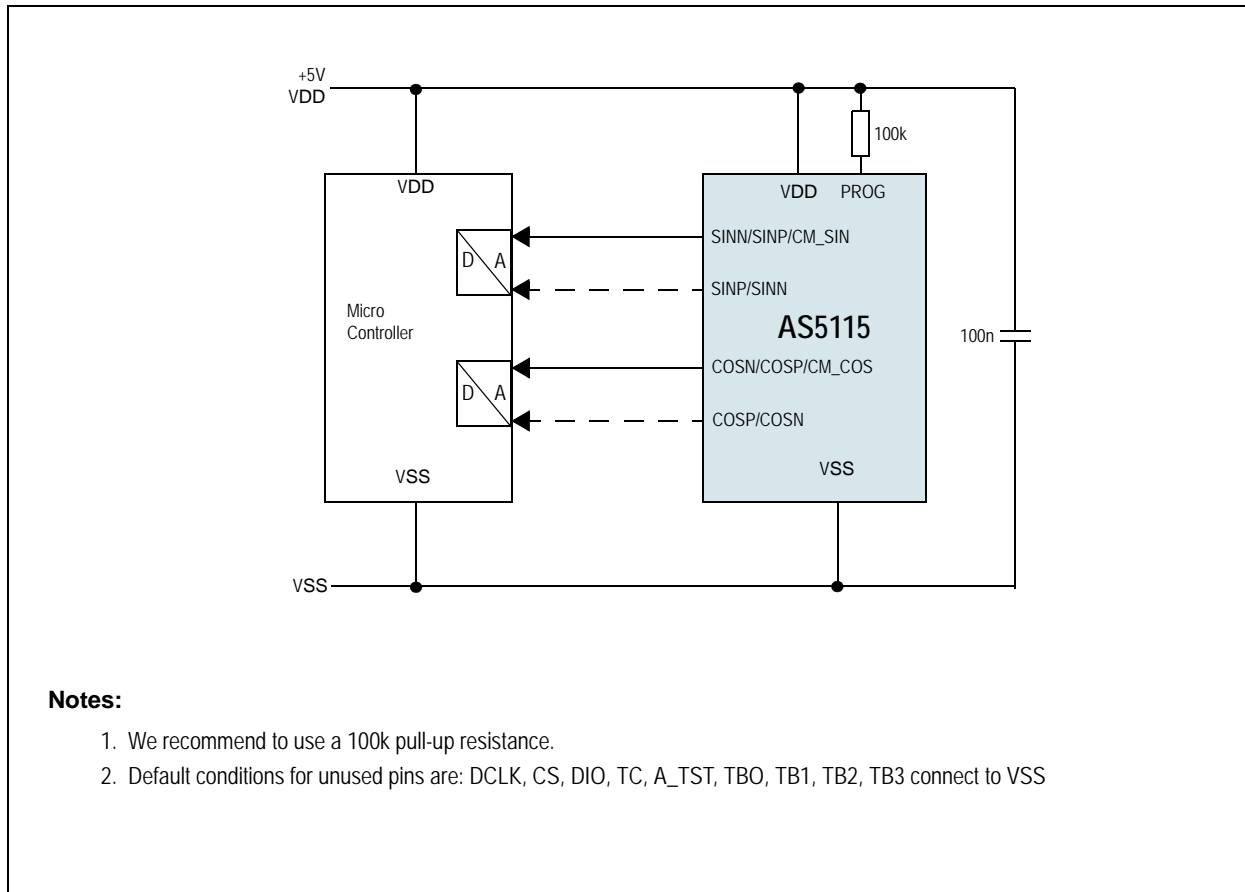 +5V
VDD
100k
VDD
VDD PROG
SINN/SINP/CM_SIN
D A
SINP/SINN
Micro
Controller
AS5115
100n
COSN/COSP/CM_COS
D A
COSP/COSN
VSS
VSS
VSS
Notes:
1. We recommend to use a 100k pull-up resistance.
2. Default conditions for unused pins are: DCLK, CS, DIO, TC, A_TST, TBO, TB1, TB2, TB3 connect to VSS